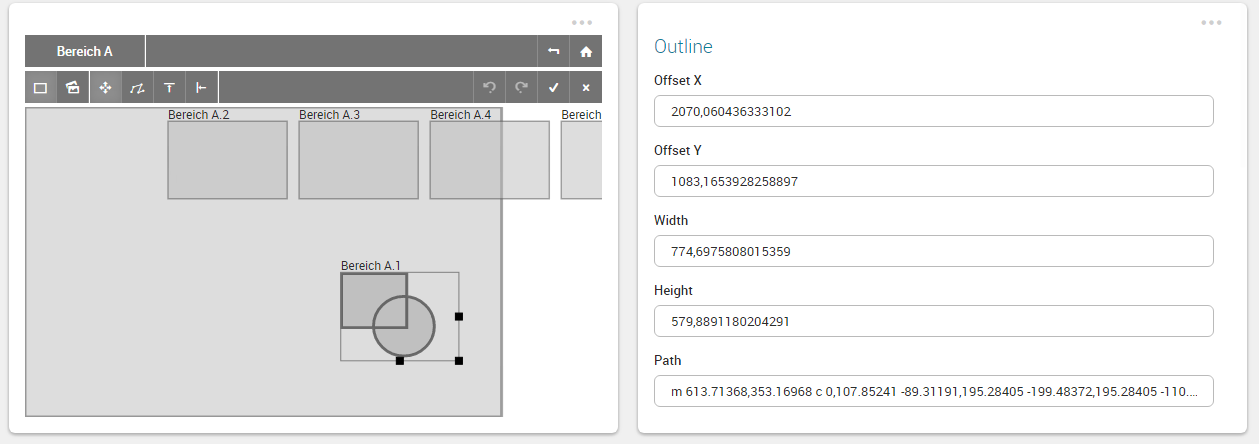 Bereich A
Bereich A.2
Bereich A.3
Bereich A.4
Bereich
Bereich A.1
Outline
Offset X
2070,060436333102
Offset Y
1083,1653928258897
Width
774,6975808015359
Height
579,8891180204291
Path
m 613.71368,353.16968 c 0,107.85241 -89.31191,195.28405 -199.48372,195.28405 -110....